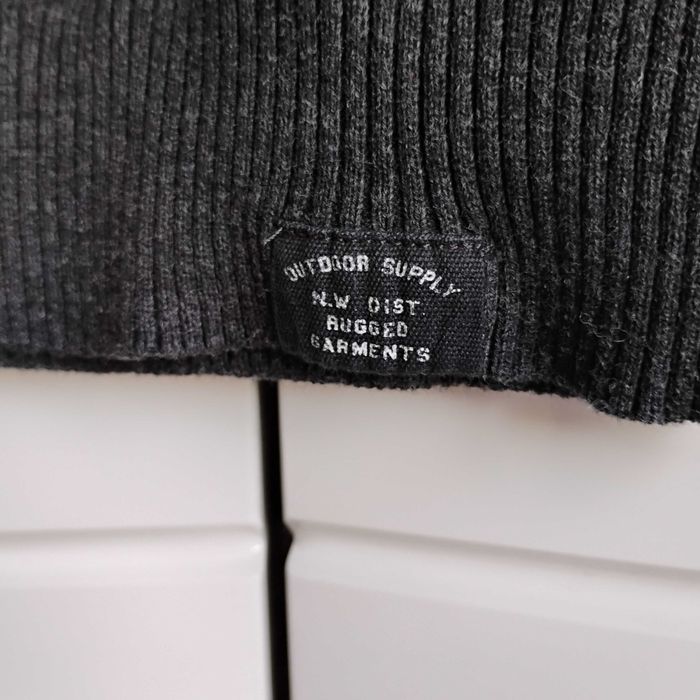 OUTDOOR SUPPLY
N.W DIST.
RUGGED
GARMENTS